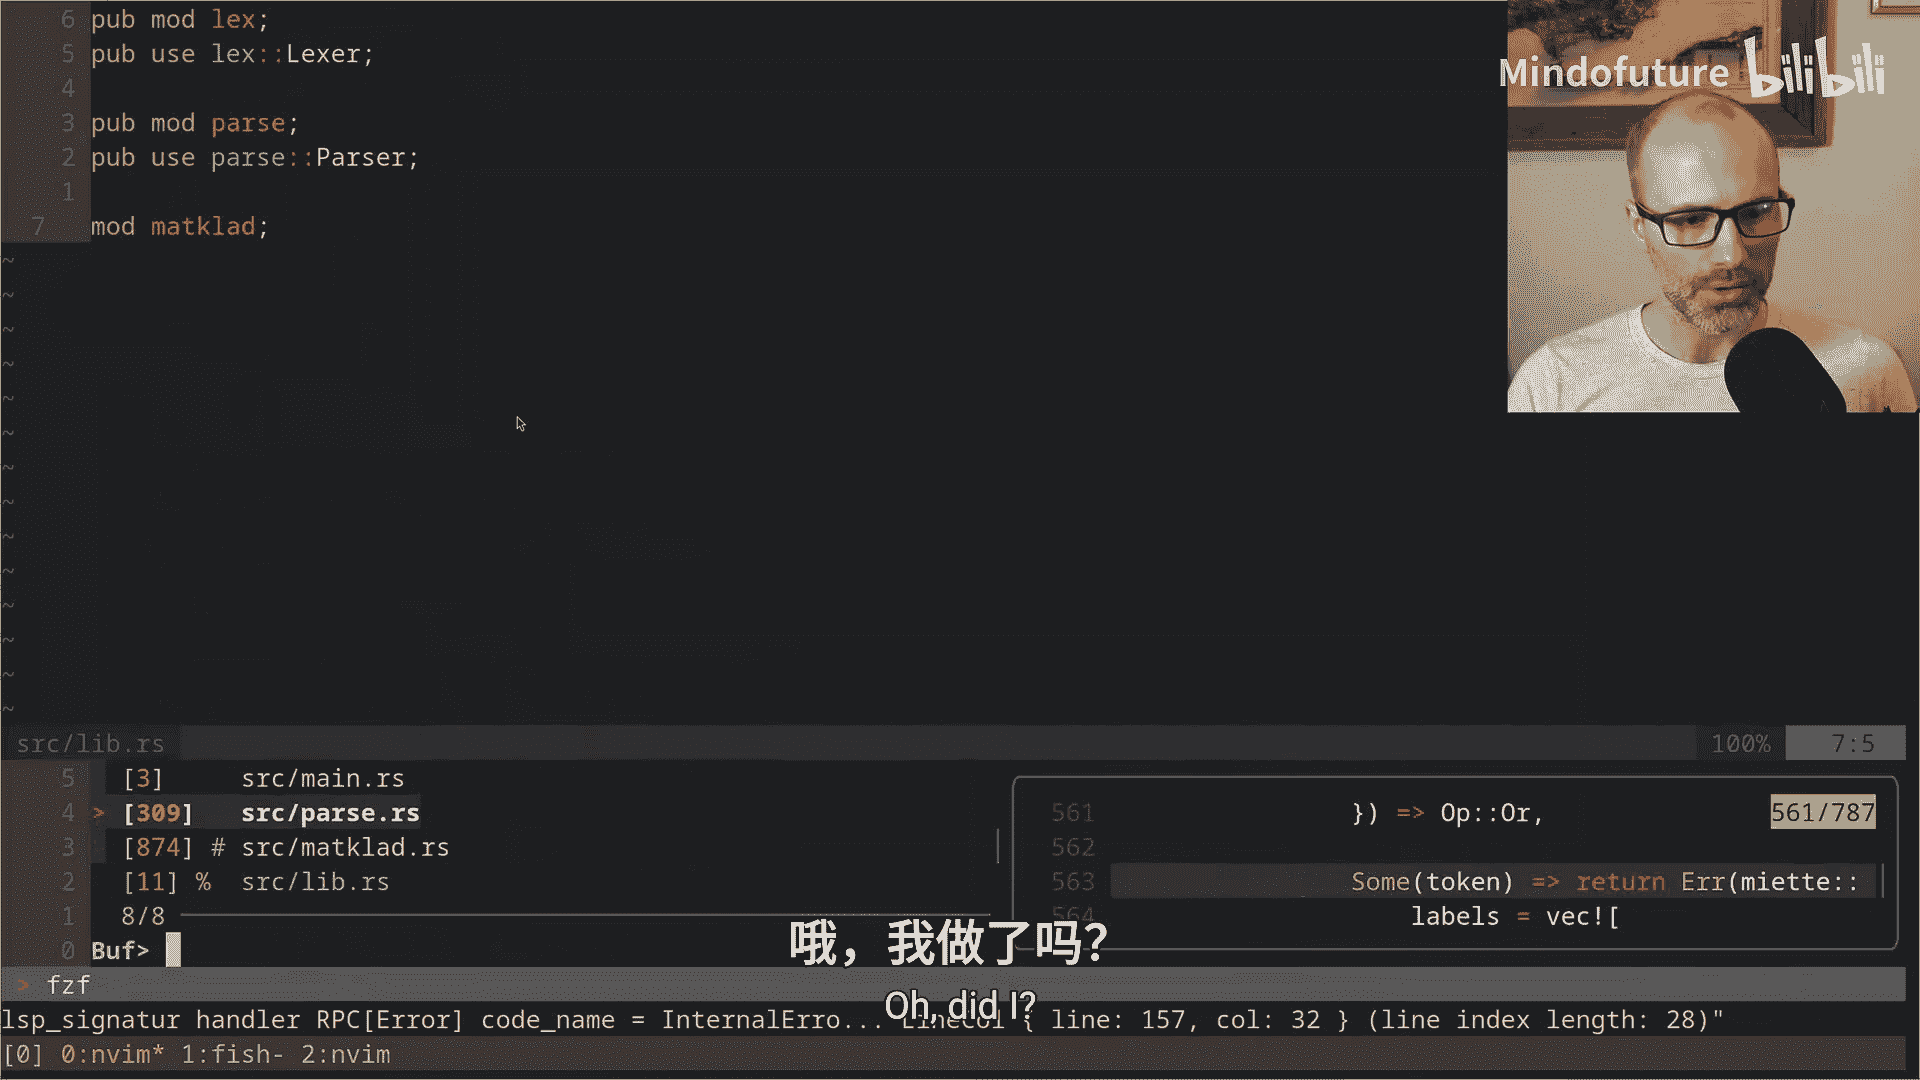 6 pub mod lex;
5 pub use lex::Lexer;
4
3 pub mod parse;
2 pub use parse::Parser;
1
7 mod matklad;
~
~
~
~
~
~
~
~
~
~
~
~
~
~
Mindofuture bilibili
src/lib.rs 100% 7:5
5 [3] src/main.rs
4 > [309] src/parse.rs
3 [874] # src/matklad.rs
2 [11] % src/lib.rs
1 8/8
0 Buf>
561 }) => Op::Or, 561/787
562
563 Some(token) => return Err(miette::
564 labels = vec![
哦，我做了吗？
> fzf
Oh, did I?
lsp_signatur handler RPC[Error] code_name = InternalErro... LineCol { line: 157, col: 32 } (line index length: 28)"
[0] 0:nvim* 1:fish- 2:nvim